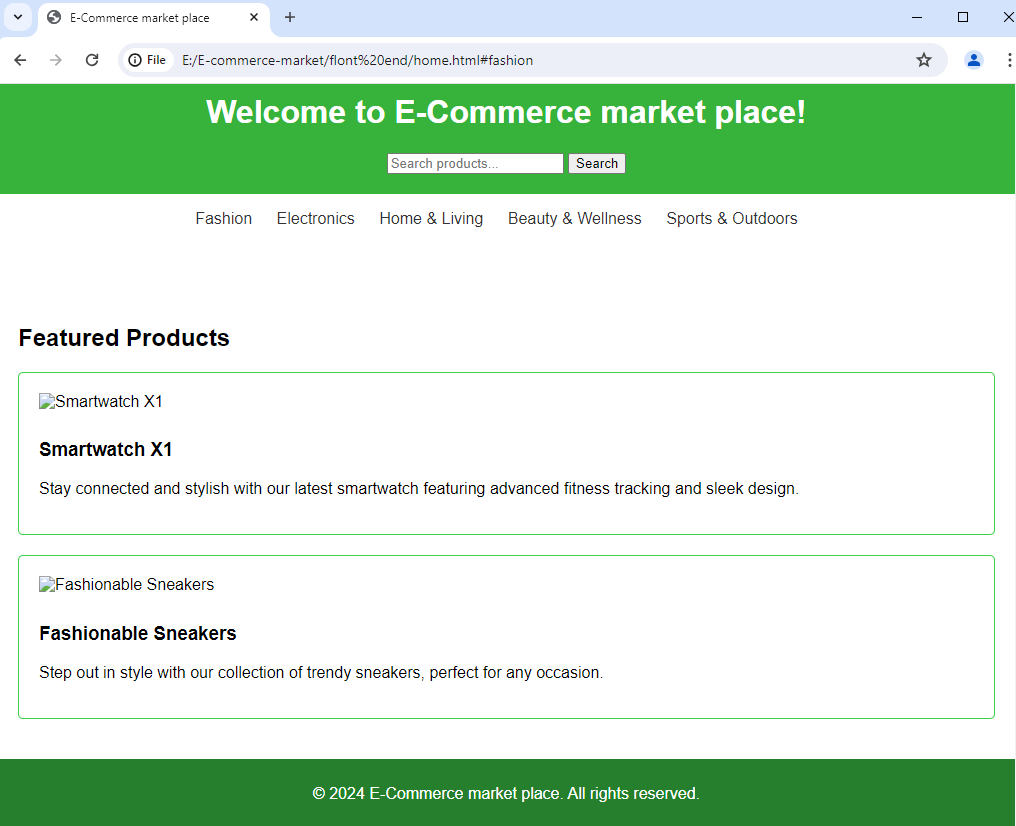 E-Commerce market place
File E:/E-commerce-market/flont%20end/home.html#fashion
Welcome to E-Commerce market place!
Search products... Search
Fashion Electronics Home & Living Beauty & Wellness Sports & Outdoors
Featured Products
Smartwatch X1
Smartwatch X1
Stay connected and stylish with our latest smartwatch featuring advanced fitness tracking and sleek design.
Fashionable Sneakers
Fashionable Sneakers
Step out in style with our collection of trendy sneakers, perfect for any occasion.
© 2024 E-Commerce market place. All rights reserved.